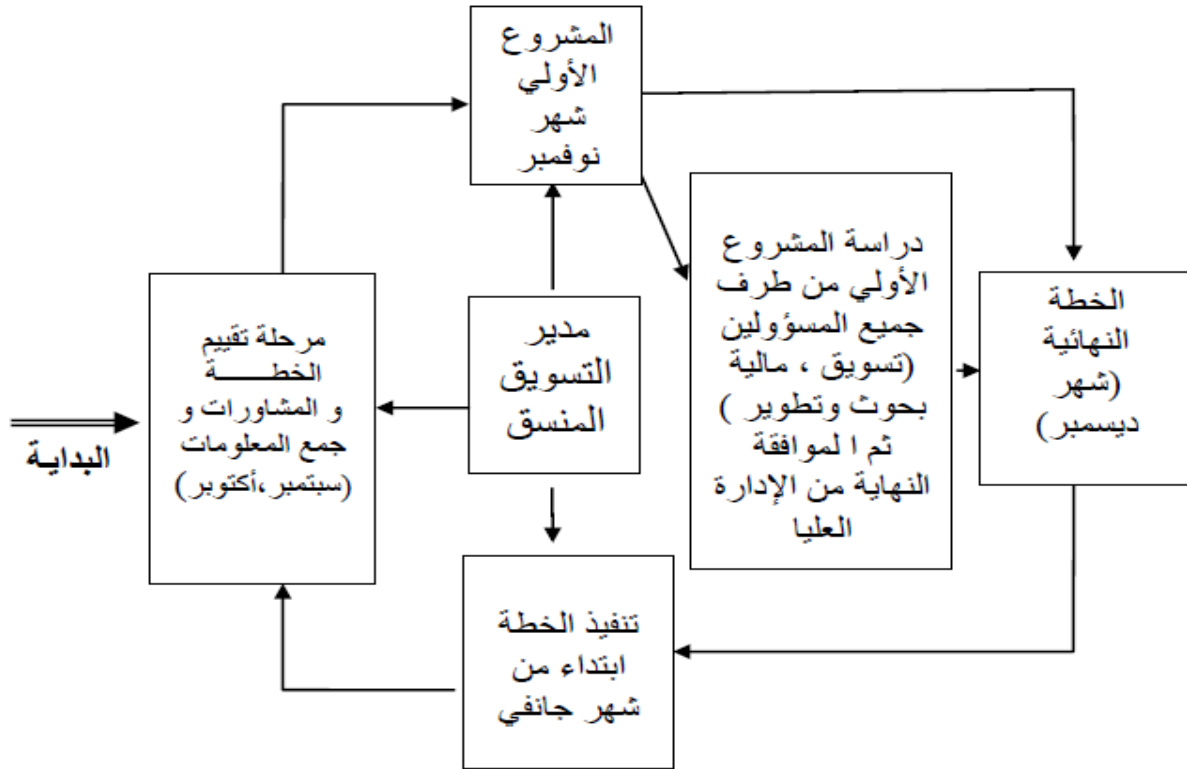 المشروع
الأولي
شهر
نوفمبر
دراسة المشروع
الأولي من طرف
جميع المسؤولين
(تسويق ، مالية
بحوث وتطوير )
ثم ا لموافقة
النهاية من الإدارة
العليا
الخطة
النهائية
(شهر
ديسمبر)
مدير
التسويق
المنسق
مرحلة تقييم
الخطـــــــة
و المشاورات و
جمع المعلومات
(سبتمبر،أكتوبر)
البداية
تنفيذ الخطة
ابتداء من
شهر جانفي